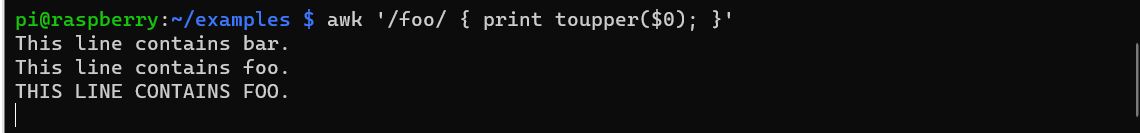 pi@raspberry:~/examples $ awk '/foo/ { print toupper($0); }'
This line contains bar.
This line contains foo.
THIS LINE CONTAINS FOO.